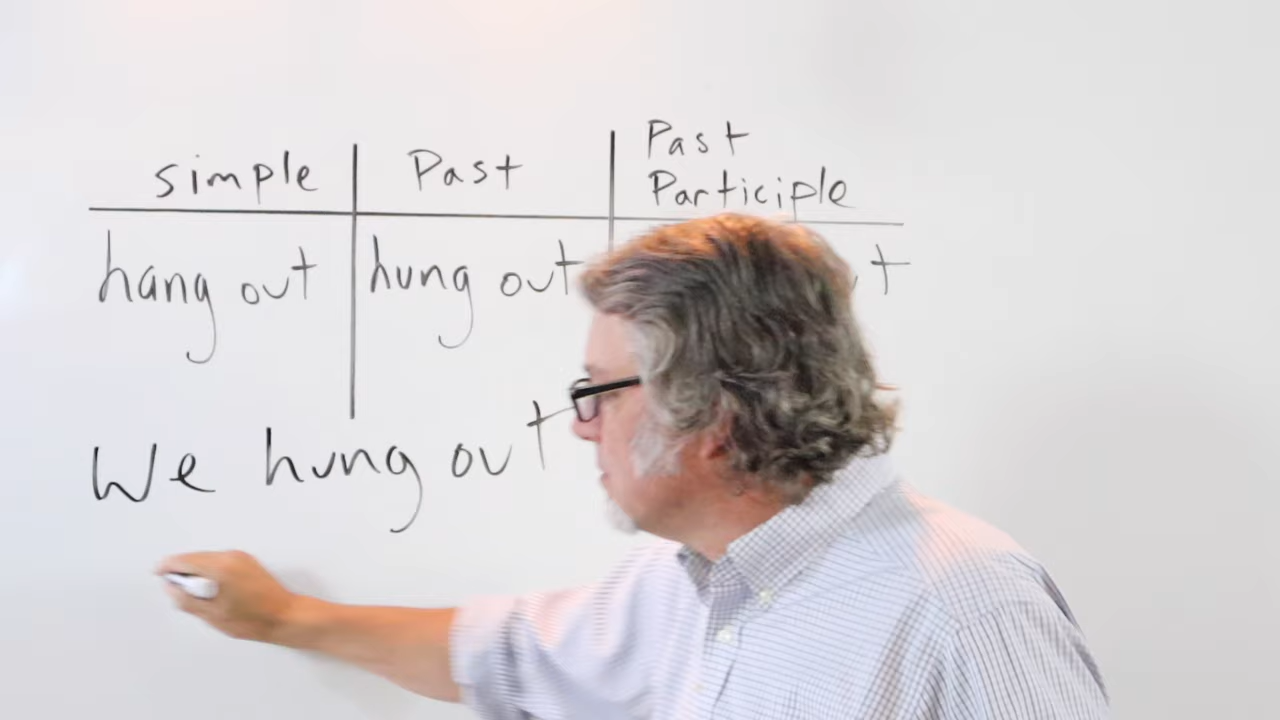 simple Past Past
Participle
hang out hung out
We hung out